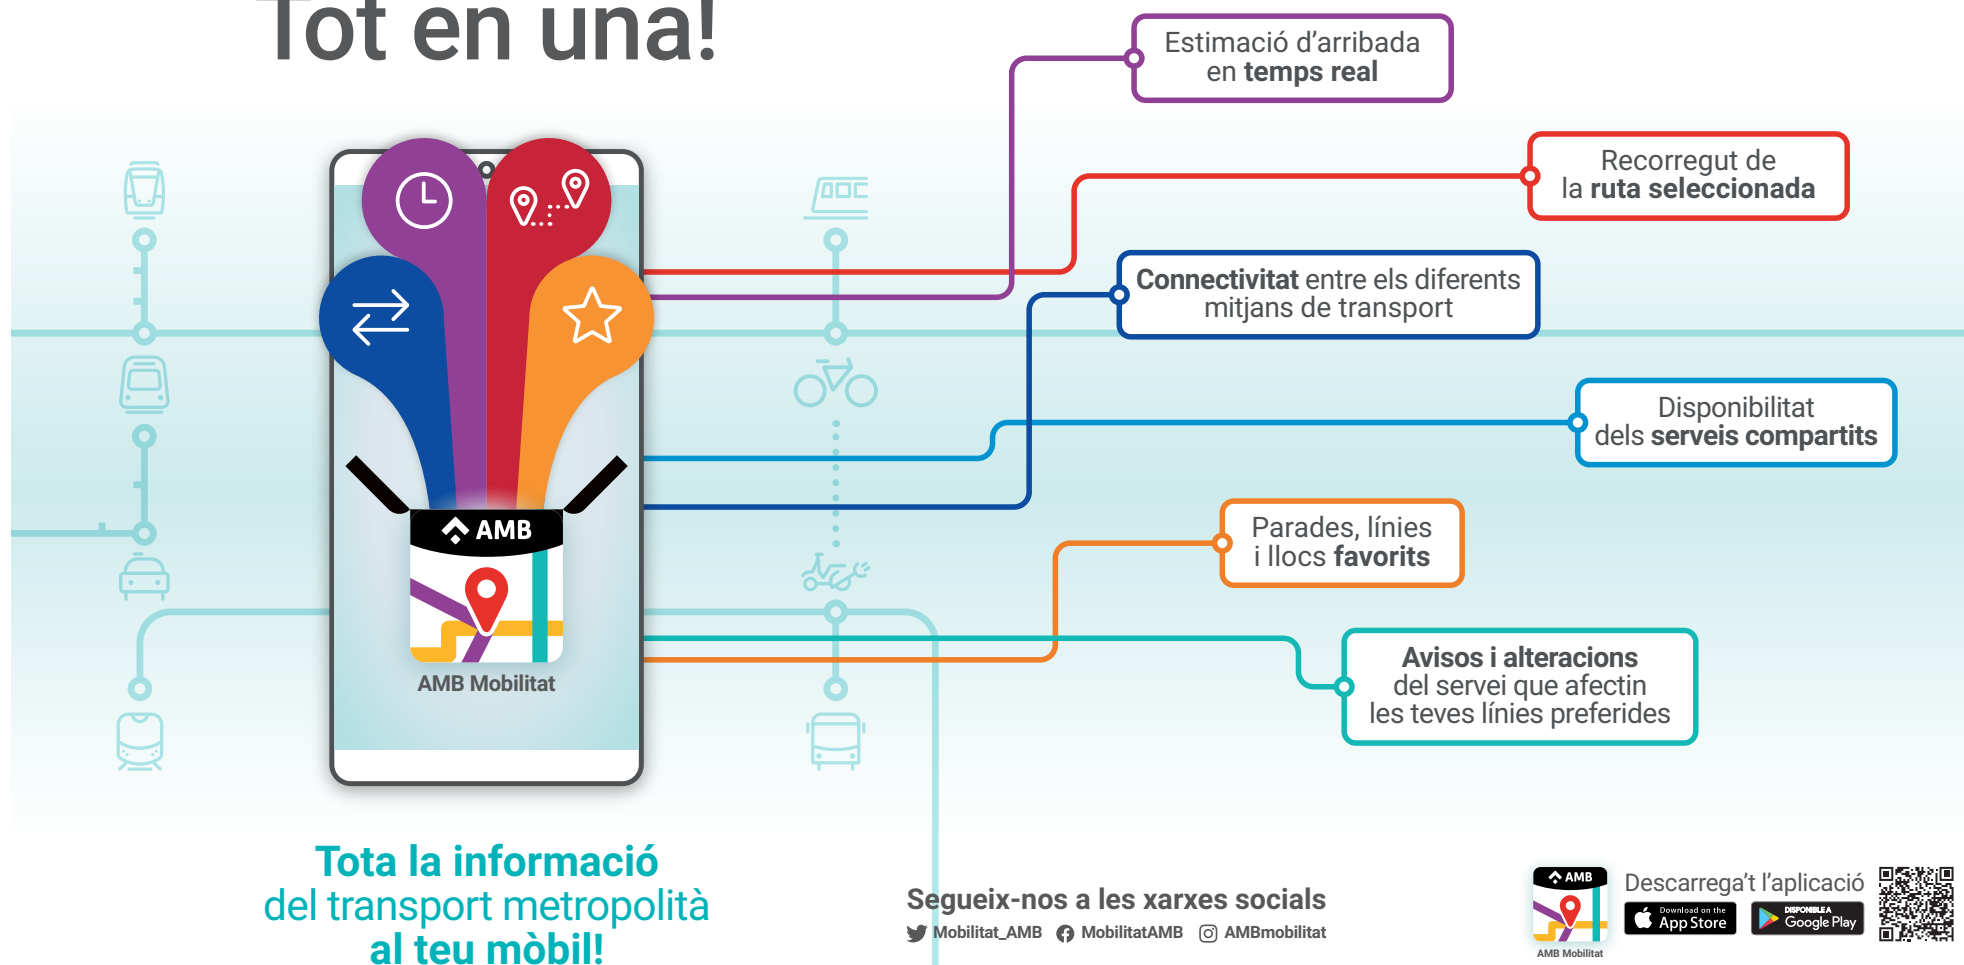 Tot en una!
Estimació d'arribada
en temps real
Recorregut de
la ruta seleccionada
Connectivitat entre els diferents
mitjans de transport
Disponibilitat
dels serveis compartits
Parades, línies
i llocs favorits
Avisos i alteracions
del servei que afectin
les teves línies preferides
AMB
AMB Mobilitat
Tota la informació
del transport metropolità
al teu mòbil!
Segueix-nos a les xarxes socials
Mobilitat_AMB MobilitatAMB AMBmobilitat
AMB
AMB Mobilitat
Descarrega't l'aplicació
Download on the
App Store
DISPONIBLE A
Google Play